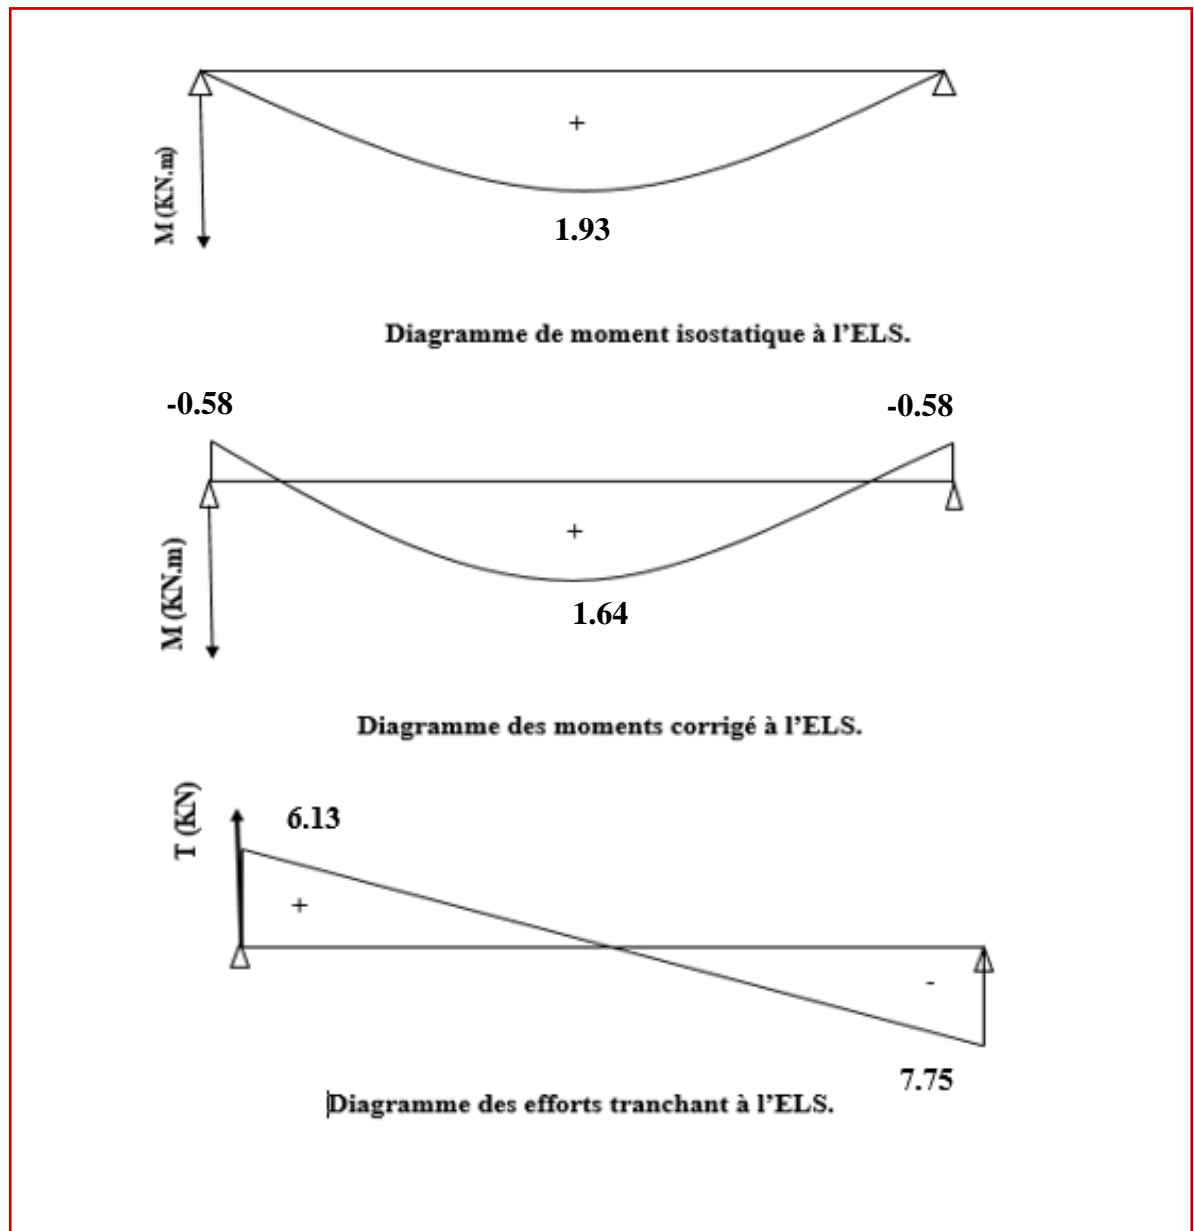 +
M (KN.m)
1.93
Diagramme de moment isostatique à l'ELS.
-0.58
-0.58
+
M (KN.m)
1.64
Diagramme des moments corrigé à l'ELS.
T (KN)
6.13
+
-
7.75
Diagramme des efforts tranchant à l'ELS.